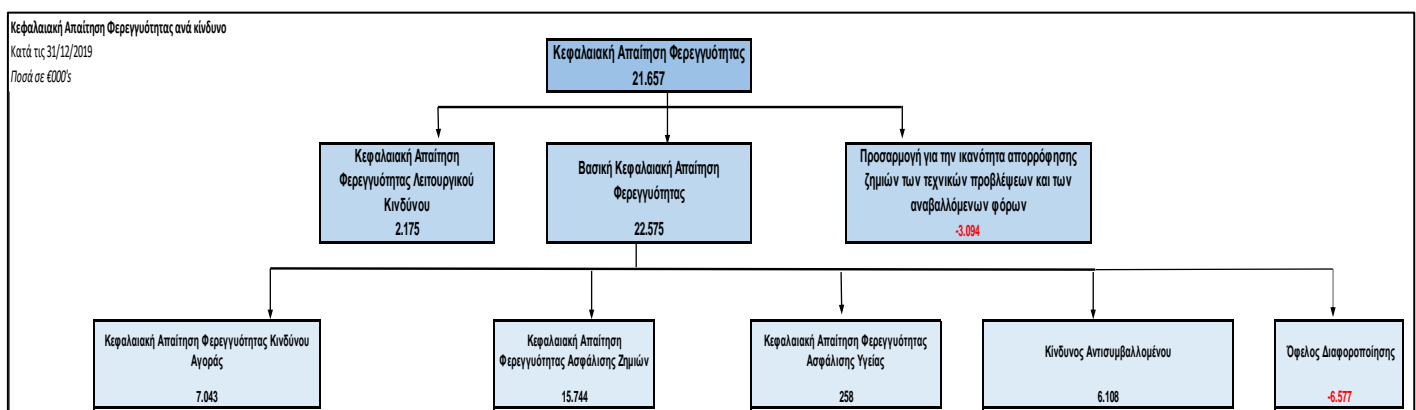 Κεφαλαιακή Απαίτηση Φερεγγυότητας ανά κίνδυνο
Κατά τις 31/12/2019
Ποσά σε €000's
Κεφαλαιακή Απαίτηση Φερεγγυότητας
21.657
Κεφαλαιακή Απαίτηση
Φερεγγυότητας Λειτουργικού
Κινδύνου
2.175
Βασική Κεφαλαιακή Απαίτηση
Φερεγγυότητας
22.575
Προσαρμογή για την ικανότητα απορρόφησης
ζημιών των τεχνικών προβλέψεων και των
αναβαλλόμενων φόρων
-3.094
Κεφαλαιακή Απαίτηση Φερεγγυότητας Κινδύνου
Αγοράς
7.043
Κεφαλαιακή Απαίτηση
Φερεγγυότητας Ασφάλισης Ζημιών
15.744
Κεφαλαιακή Απαίτηση Φερεγγυότητας
Ασφάλισης Υγείας
258
Κίνδυνος Αντισυμβαλλομένου
6.108
Όφελος Διαφοροποίησης
-6.577